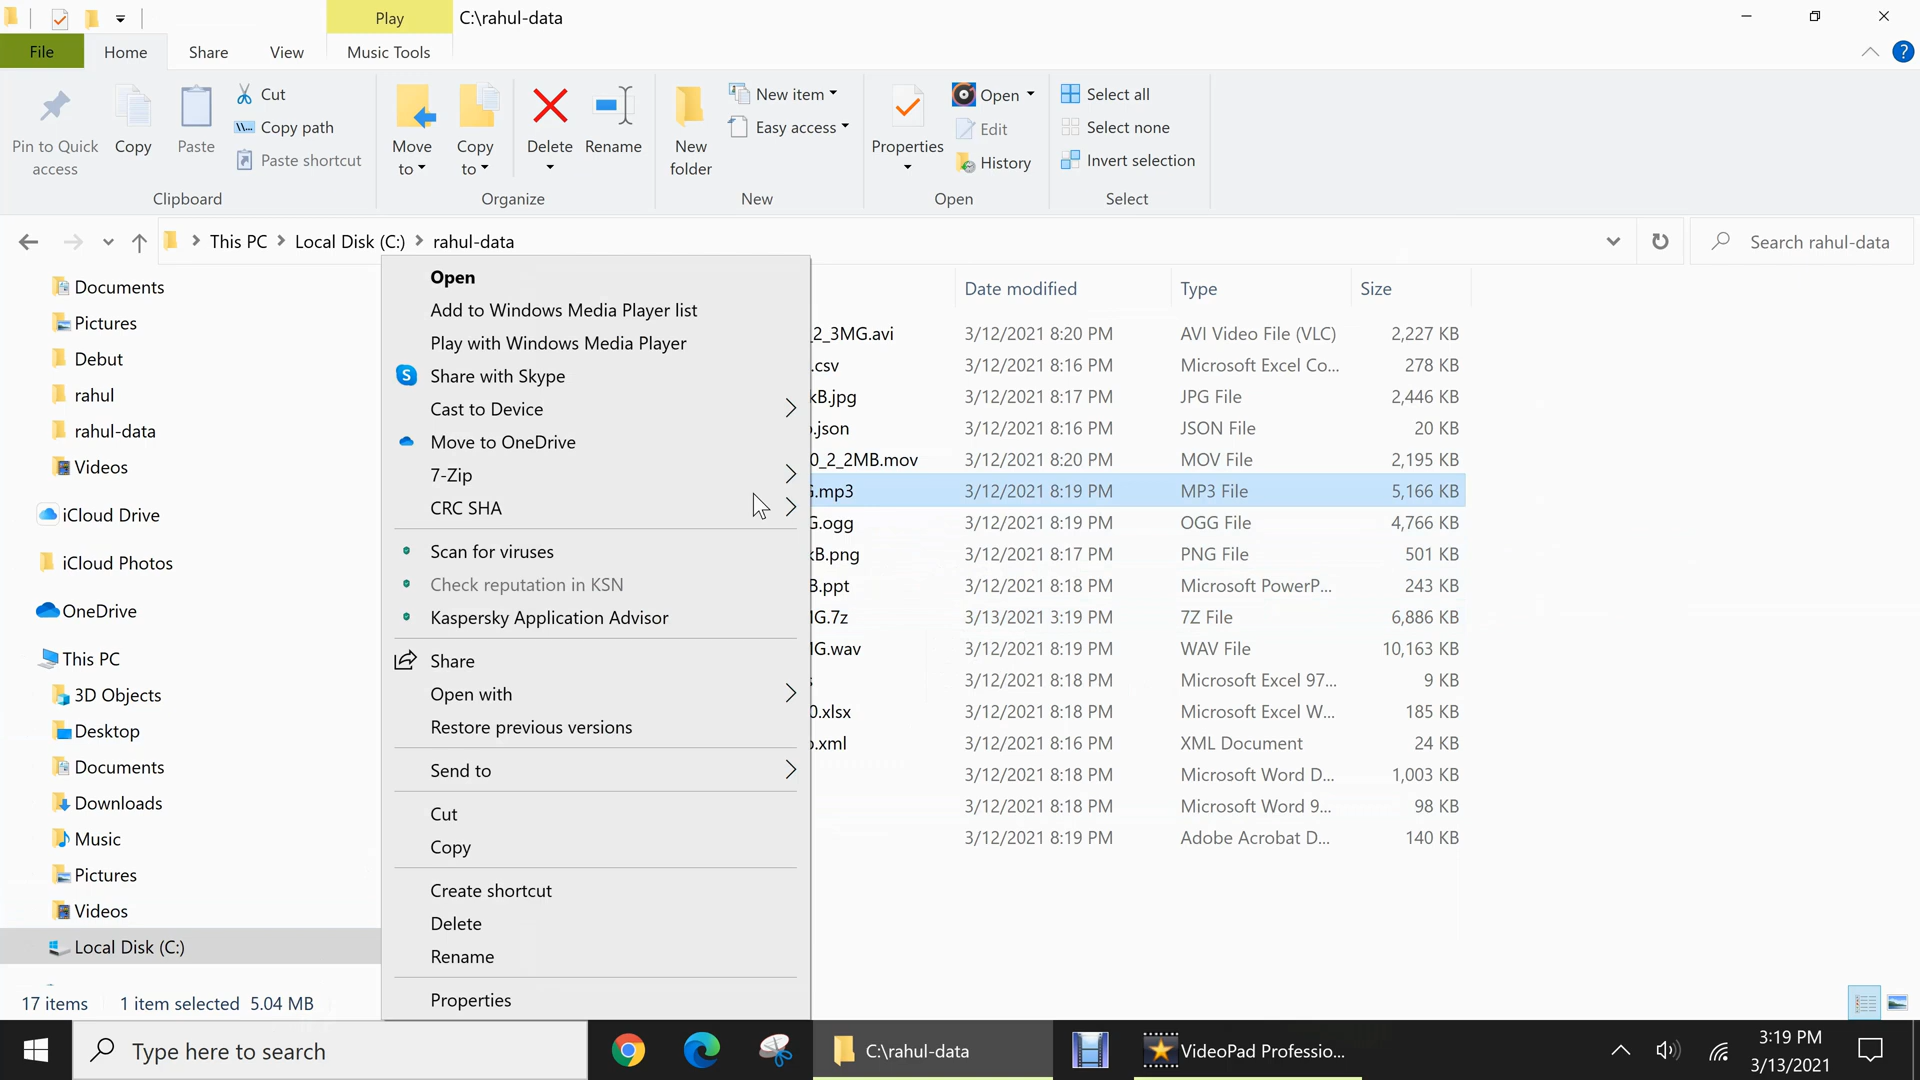 Play
C:\rahul-data
File
Home
Share
View
Music Tools
?
Pin to Quick
access
Copy
Paste
Cut
Copy path
Paste shortcut
Clipboard
Move
to
Copy
to
Delete
Rename
Organize
New
folder
New item
Easy access
New
Properties
Open
Edit
History
Open
Select all
Select none
Invert selection
Select
This PC
Local Disk (C:)
rahul-data
Search rahul-data
Documents
Pictures
Debut
rahul
rahul-data
Videos
iCloud Drive
iCloud Photos
OneDrive
This PC
3D Objects
Desktop
Documents
Downloads
Music
Pictures
Videos
Local Disk (C:)
Open
Add to Windows Media Player list
Play with Windows Media Player
S Share with Skype
Cast to Device
Move to OneDrive
7-Zip
CRC SHA
Scan for viruses
Check reputation in KSN
Kaspersky Application Advisor
Share
Open with
Restore previous versions
Send to
Cut
Copy
Create shortcut
Delete
Rename
Properties
Date modified Type Size
_2_3MG.avi 3/12/2021 8:20 PM AVI Video File (VLC) 2,227 KB
.csv 3/12/2021 8:16 PM Microsoft Excel Co... 278 KB
kB.jpg 3/12/2021 8:17 PM JPG File 2,446 KB
.json 3/12/2021 8:16 PM JSON File 20 KB
0_2_2MB.mov 3/12/2021 8:20 PM MOV File 2,195 KB
G.mp3 3/12/2021 8:19 PM MP3 File 5,166 KB
G.ogg 3/12/2021 8:19 PM OGG File 4,766 KB
kB.png 3/12/2021 8:17 PM PNG File 501 KB
B.ppt 3/12/2021 8:18 PM Microsoft PowerP... 243 KB
IG.7z 3/13/2021 3:19 PM 7Z File 6,886 KB
IG.wav 3/12/2021 8:19 PM WAV File 10,163 KB
3/12/2021 8:18 PM Microsoft Excel 97... 9 KB
0.xlsx 3/12/2021 8:18 PM Microsoft Excel W... 185 KB
.xml 3/12/2021 8:16 PM XML Document 24 KB
3/12/2021 8:18 PM Microsoft Word D... 1,003 KB
3/12/2021 8:18 PM Microsoft Word 9... 98 KB
3/12/2021 8:19 PM Adobe Acrobat D... 140 KB
17 items 1 item selected 5.04 MB
Type here to search
C:\rahul-data
VideoPad Professio...
3:19 PM
3/13/2021